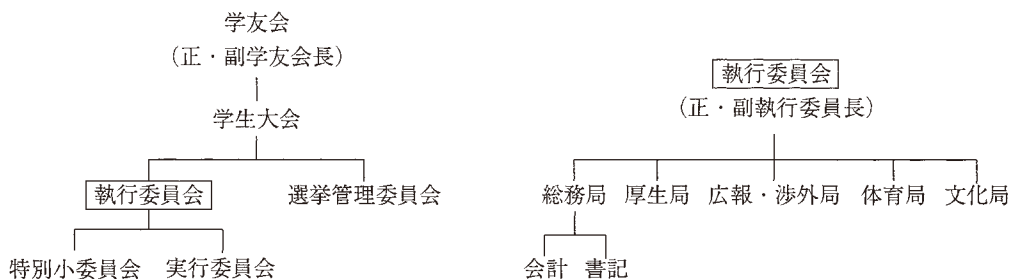 学友会
（正・副学友会長）
学生大会
執行委員会 選挙管理委員会
特別小委員会 実行委員会
執行委員会
（正・副執行委員長）
総務局 厚生局 広報・渉外局 体育局 文化局
会計 書記